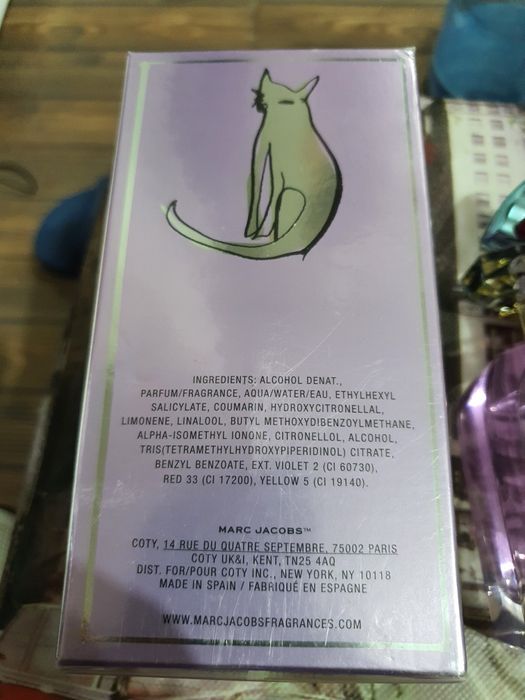 INGREDIENTS: ALCOHOL DENAT.,
PARFUM/FRAGRANCE, AQUA/WATER/EAU, ETHYLHEXYL
SALICYLATE, COUMARIN, HYDROXYCITRONELLAL,
LIMONENE, LINALOOL, BUTYL METHOXYDIBENZOYLMETHANE,
ALPHA-ISOMETHYL IONONE, CITRONELLOL, ALCOHOL,
TRIS(TETRAMETHYLHYDROXYPIPERIDINOL) CITRATE,
BENZYL BENZOATE, EXT. VIOLET 2 (CI 60730),
RED 33 (CI 17200), YELLOW 5 (CI 19140).
MARC JACOBS™
COTY, 14 RUE DU QUATRE SEPTEMBRE, 75002 PARIS
COTY UK&I, KENT, TN25 4AQ
DIST. FOR/POUR COTY INC., NEW YORK, NY 10118
MADE IN SPAIN / FABRIQUÉ EN ESPAGNE
WWW.MARCJACOBSFRAGRANCES.COM